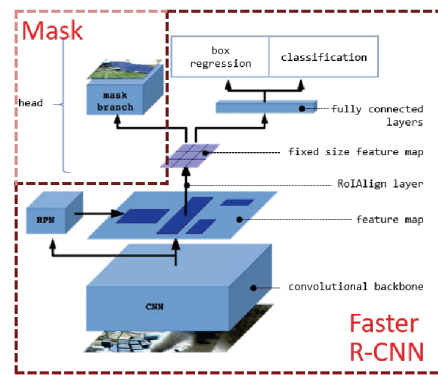 Mask
box
regression
classification
head
mask
branch
fully connected
layers
fixed size feature map
RoIAlign layer
RPN
feature map
convolutional backbone
CNN
Faster
R-CNN